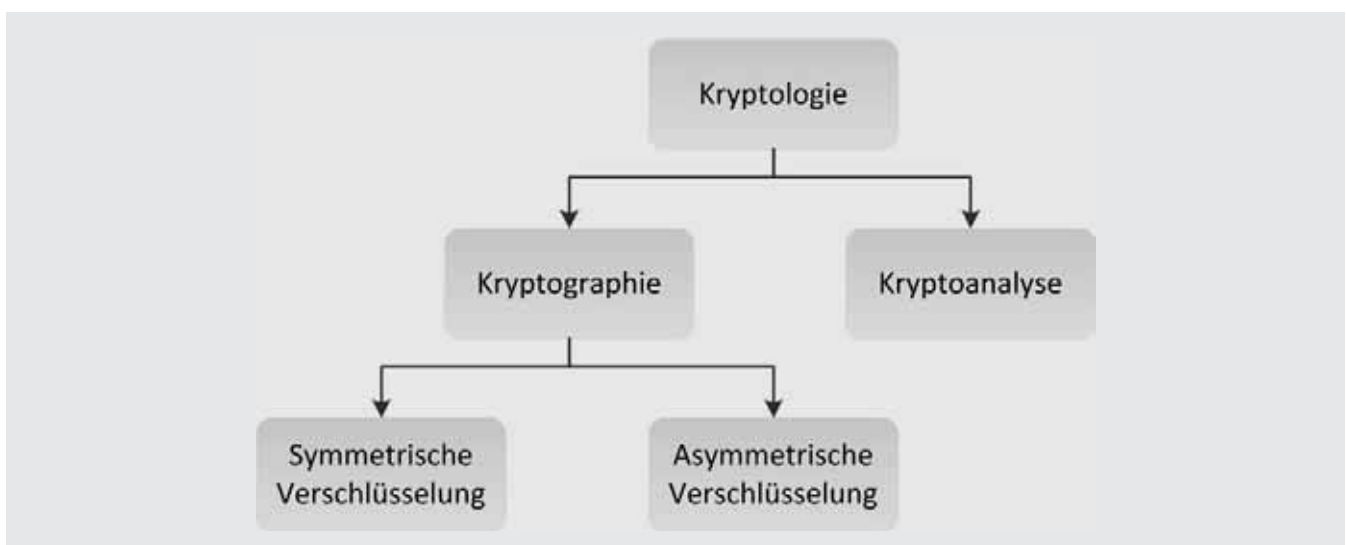 Kryptologie
Kryptographie
Kryptoanalyse
Symmetrische
Verschlüsselung
Asymmetrische
Verschlüsselung